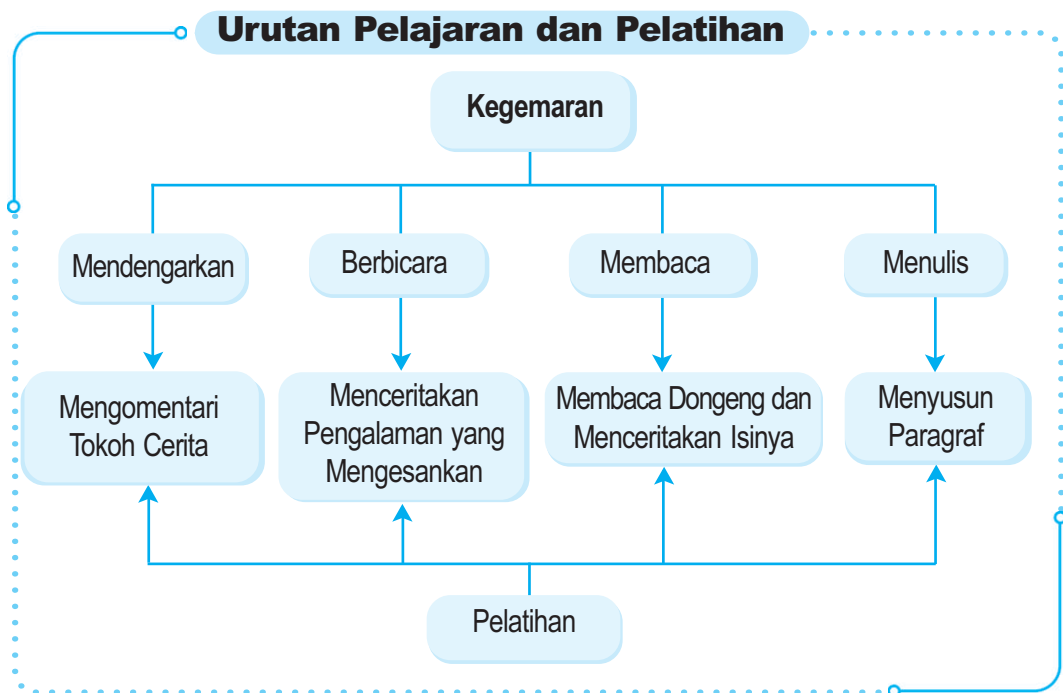 Urutan Pelajaran dan Pelatihan
Kegemaran
Mendengarkan
Berbicara
Membaca
Menulis
Mengomentari
Tokoh Cerita
Menceritakan
Pengalaman yang
Mengesankan
Membaca Dongeng dan
Menceritakan Isinya
Menyusun
Paragraf
Pelatihan